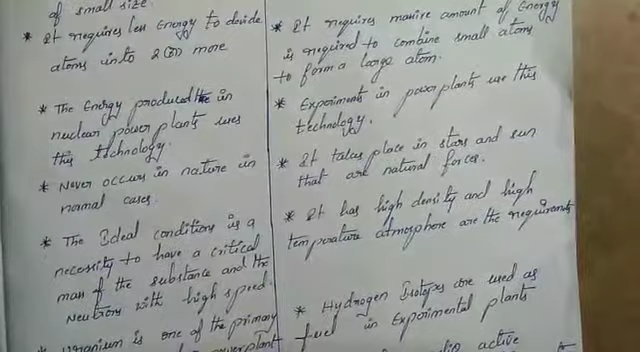 of small size.
* It requires less Energy to divide
atoms into 2 (or) more
* The Energy produced in
nuclear power plants uses
this technology.
* Never occurs in nature in
normal cases.
* The Ideal conditions is a
necessity to have a critical
mass of the substance and the
Neutrons with high speed.
* Uranium is one of the primary
power plant
* It requires massive amount of Energy
is required to combine small atoms
to form a large atom.
* Experiments in power plants use this
technology.
* It takes place in stars and sun
that are natural forces.
* It has high density and high
temperature atmosphere are the requirments
* Hydrogen Isotopes are used as
fuel in Experimental plants
active